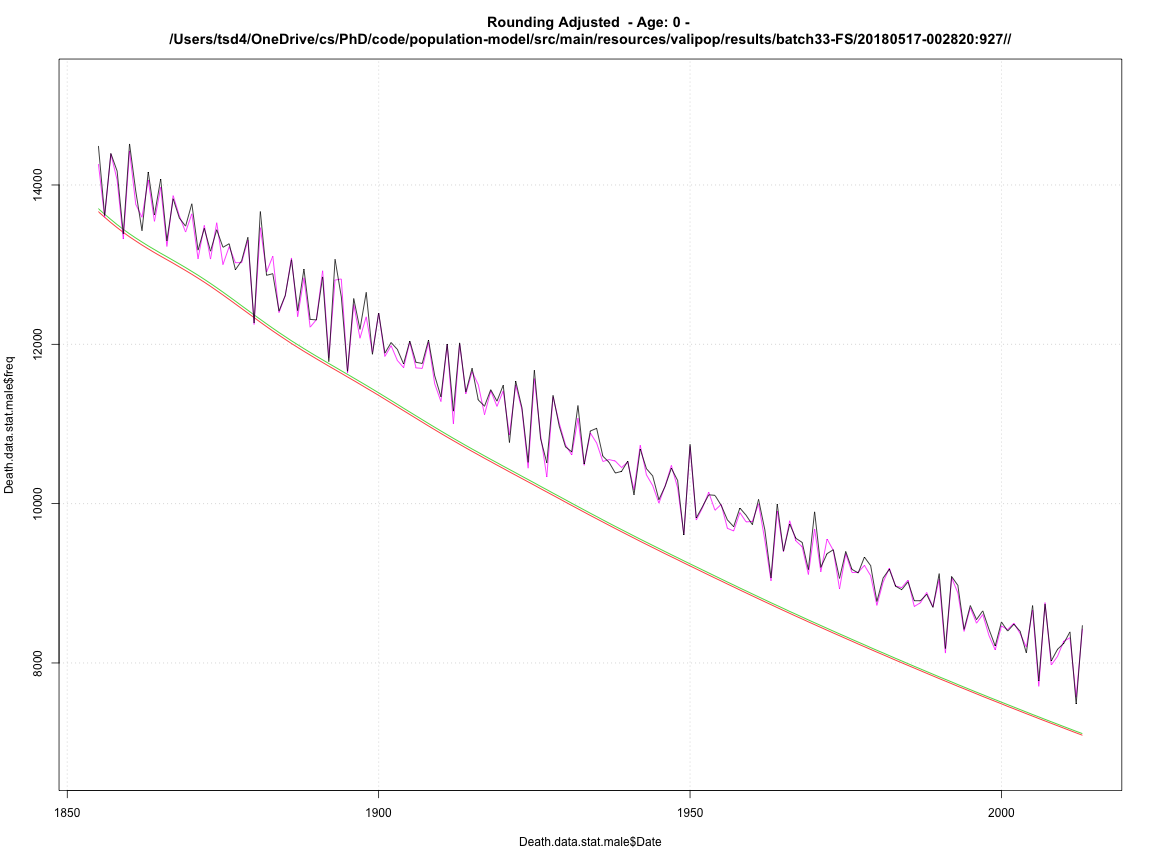 Rounding Adjusted  - Age: 0 -
/Users/tsd4/OneDrive/cs/PhD/code/population-model/src/main/resources/valipop/results/batch33-FS/20180517-002820:927//
Death.data.stat.male$freq
14000
12000
10000
8000
1850 1900 1950 2000
Death.data.stat.male$Date